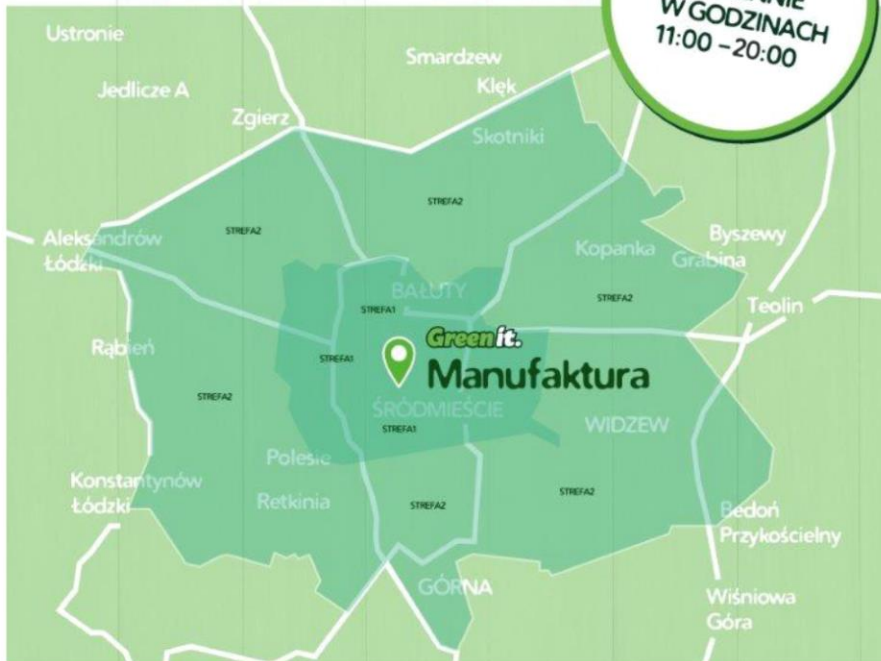 W GODZINACH
11:00 – 20:00
Ustronie
Smardzew
Jedlicze A
Klęk
Zgierz
Skotniki
STREFA2
STREFA2
Aleksandrów
Łódzki
Kopanka
Byszewy
Grabina
BAŁUTY
STREFA2
STREFA1
Teolin
Greenit.
Manufaktura
Rąbień
STREFA1
STREFA2
ŚRÓDMIEŚCIE
STREFA1
WIDZEW
Polesie
Konstantynów
Łódzki
Retkinia
STREFA2
STREFA2
Bedoń
Przykościelny
GÓRNA
Wiśniowa
Góra